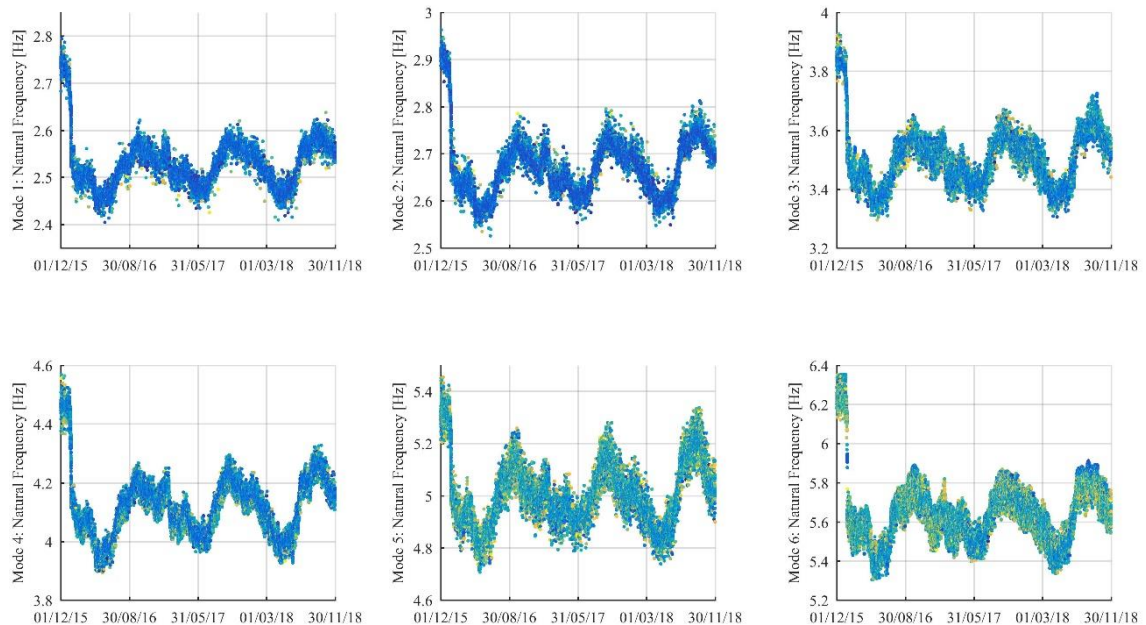 Mode 1: Natural Frequency [Hz]
2.8
2.7
2.6
2.5
2.4
01/12/15 30/08/16 31/05/17 01/03/18 30/11/18
Mode 2: Natural Frequency [Hz]
3
2.9
2.8
2.7
2.6
2.5
01/12/15 30/08/16 31/05/17 01/03/18 30/11/18
Mode 3: Natural Frequency [Hz]
4
3.8
3.6
3.4
3.2
01/12/15 30/08/16 31/05/17 01/03/18 30/11/18
Mode 4: Natural Frequency [Hz]
4.6
4.4
4.2
4
3.8
01/12/15 30/08/16 31/05/17 01/03/18 30/11/18
Mode 5: Natural Frequency [Hz]
5.4
5.2
5
4.8
4.6
01/12/15 30/08/16 31/05/17 01/03/18 30/11/18
Mode 6: Natural Frequency [Hz]
6.4
6.2
6
5.8
5.6
5.4
5.2
01/12/15 30/08/16 31/05/17 01/03/18 30/11/18